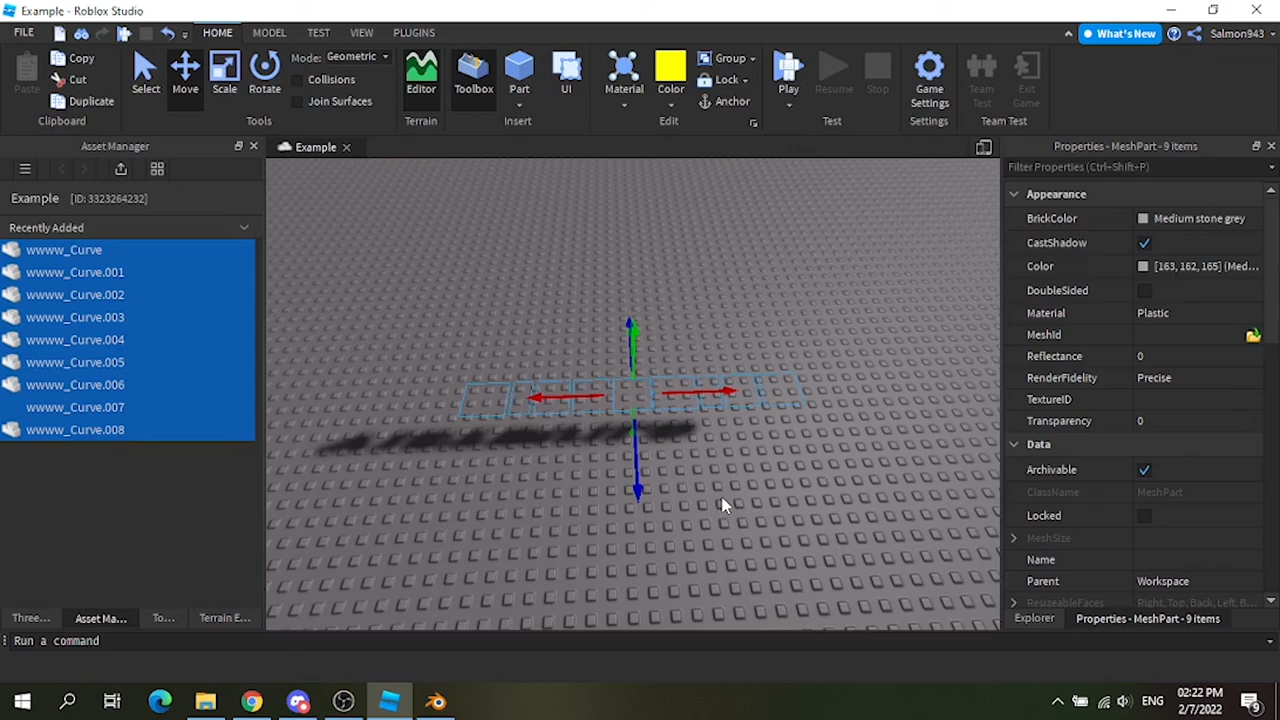 Example - Roblox Studio
FILE HOME MODEL TEST VIEW PLUGINS What's New Salmon943
Paste Copy Cut Duplicate
Select Move Scale Rotate
Mode: Geometric
Collisions
Join Surfaces
Editor Toolbox Part UI Material Color
Group
Lock
Anchor
Play Resume Stop
Game Settings
Team Test
Exit Game
Clipboard Tools Terrain Insert Edit Test Settings Team Test
Asset Manager
Example [ID: 3323264232]
Recently Added
wwww_Curve
wwww_Curve.001
wwww_Curve.002
wwww_Curve.003
wwww_Curve.004
wwww_Curve.005
wwww_Curve.006
wwww_Curve.007
wwww_Curve.008
Three... Asset Ma... To... Terrain E...
Example
Properties - MeshPart - 9 items
Filter Properties (Ctrl+Shift+P)
Appearance
BrickColor Medium stone grey
CastShadow
Color [163, 162, 165] (Med...
DoubleSided
Material Plastic
MeshId
Reflectance 0
RenderFidelity Precise
TextureID
Transparency 0
Data
Archivable
ClassName MeshPart
Locked
MeshSize
Name
Parent Workspace
ResizeableFaces Right, Top, Back, Left, B...
Explorer Properties - MeshPart - 9 items
Run a command
ENG
02:22 PM
2/7/2022
9